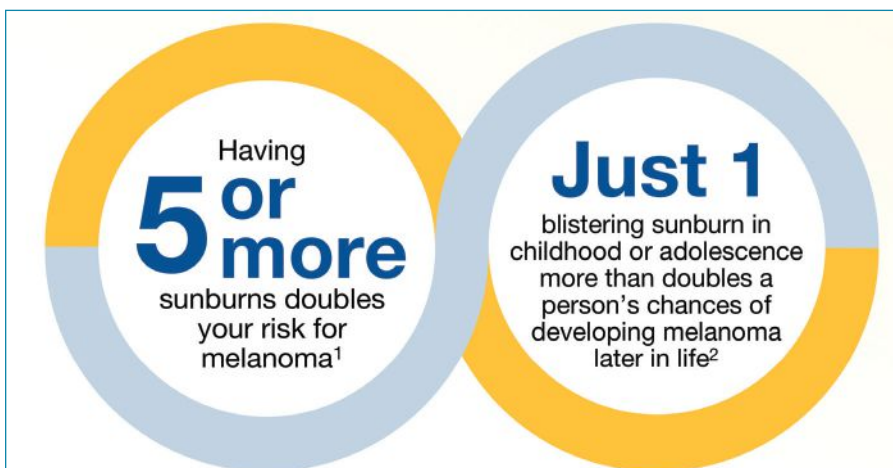 Having
5 or
more
sunburns doubles
your risk for
melanoma¹
Just 1
blistering sunburn in
childhood or adolescence
more than doubles a
person’s chances of
developing melanoma
later in life²